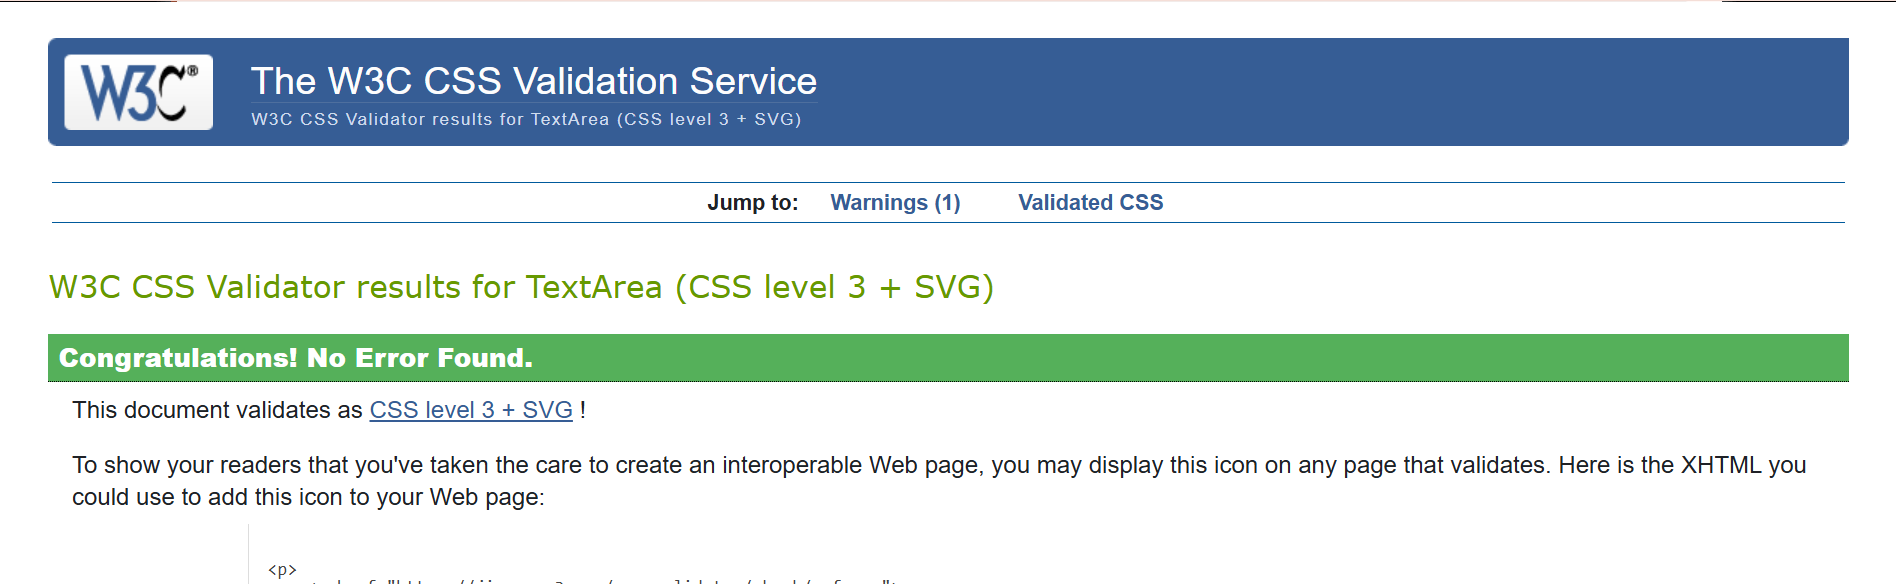 W3C®
The W3C CSS Validation Service
W3C CSS Validator results for TextArea (CSS level 3 + SVG)
Jump to: Warnings (1) Validated CSS
W3C CSS Validator results for TextArea (CSS level 3 + SVG)
Congratulations! No Error Found.
This document validates as CSS level 3 + SVG !
To show your readers that you've taken the care to create an interoperable Web page, you may display this icon on any page that validates. Here is the XHTML you
could use to add this icon to your Web page:
<p>